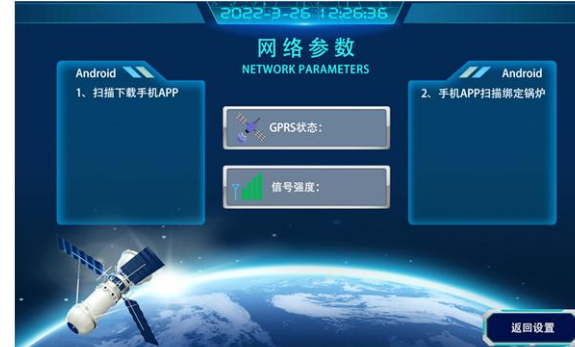 2022-3-26 12:26:36
网络参数
NETWORK PARAMETERS
Android
1、扫描下载手机APP
GPRS状态:
信号强度:
Android
2、手机APP扫描绑定锅炉
返回设置